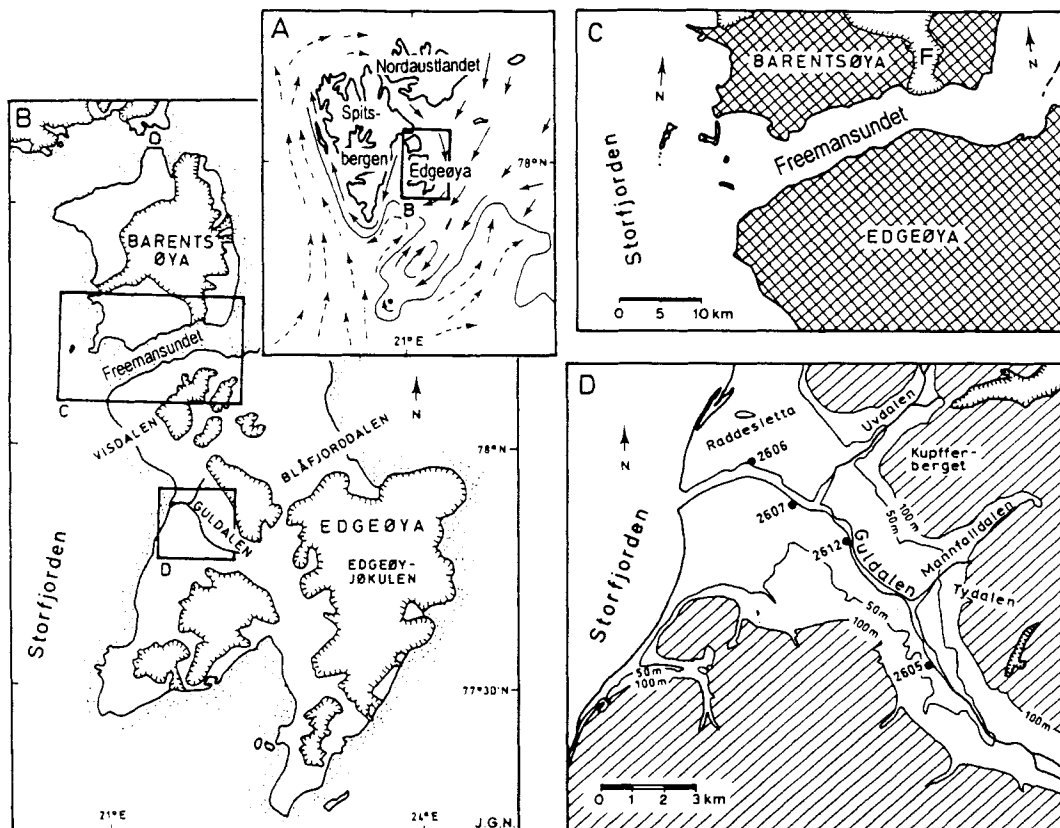 A
Nordaustlandet
Spits-
bergen
Edgeøya
B
78°N
21°E
B
BARENTS
ØYA
Freemansundet
C
VISDALEN
BLÅFJORDDALEN
78°N
GULDALEN
D
EDGEØYA
EDGEØY-
JØKULEN
Storfjorden
77°30'N
21°E
24°E
J.G.N.
N
C
BARENTSØYA
F
N
N
Freemansundet
Storfjorden
EDGEØYA
0 5 10 km
D
N
Raddesletta
Uvdalen
2606
Kupffer-
berget
2607
100m
50m
2612
Guldalen
Mannfalldalen
Tydalen
50m
100m
2605
Storfjorden
50m
100m
100m
0 1 2 3 km